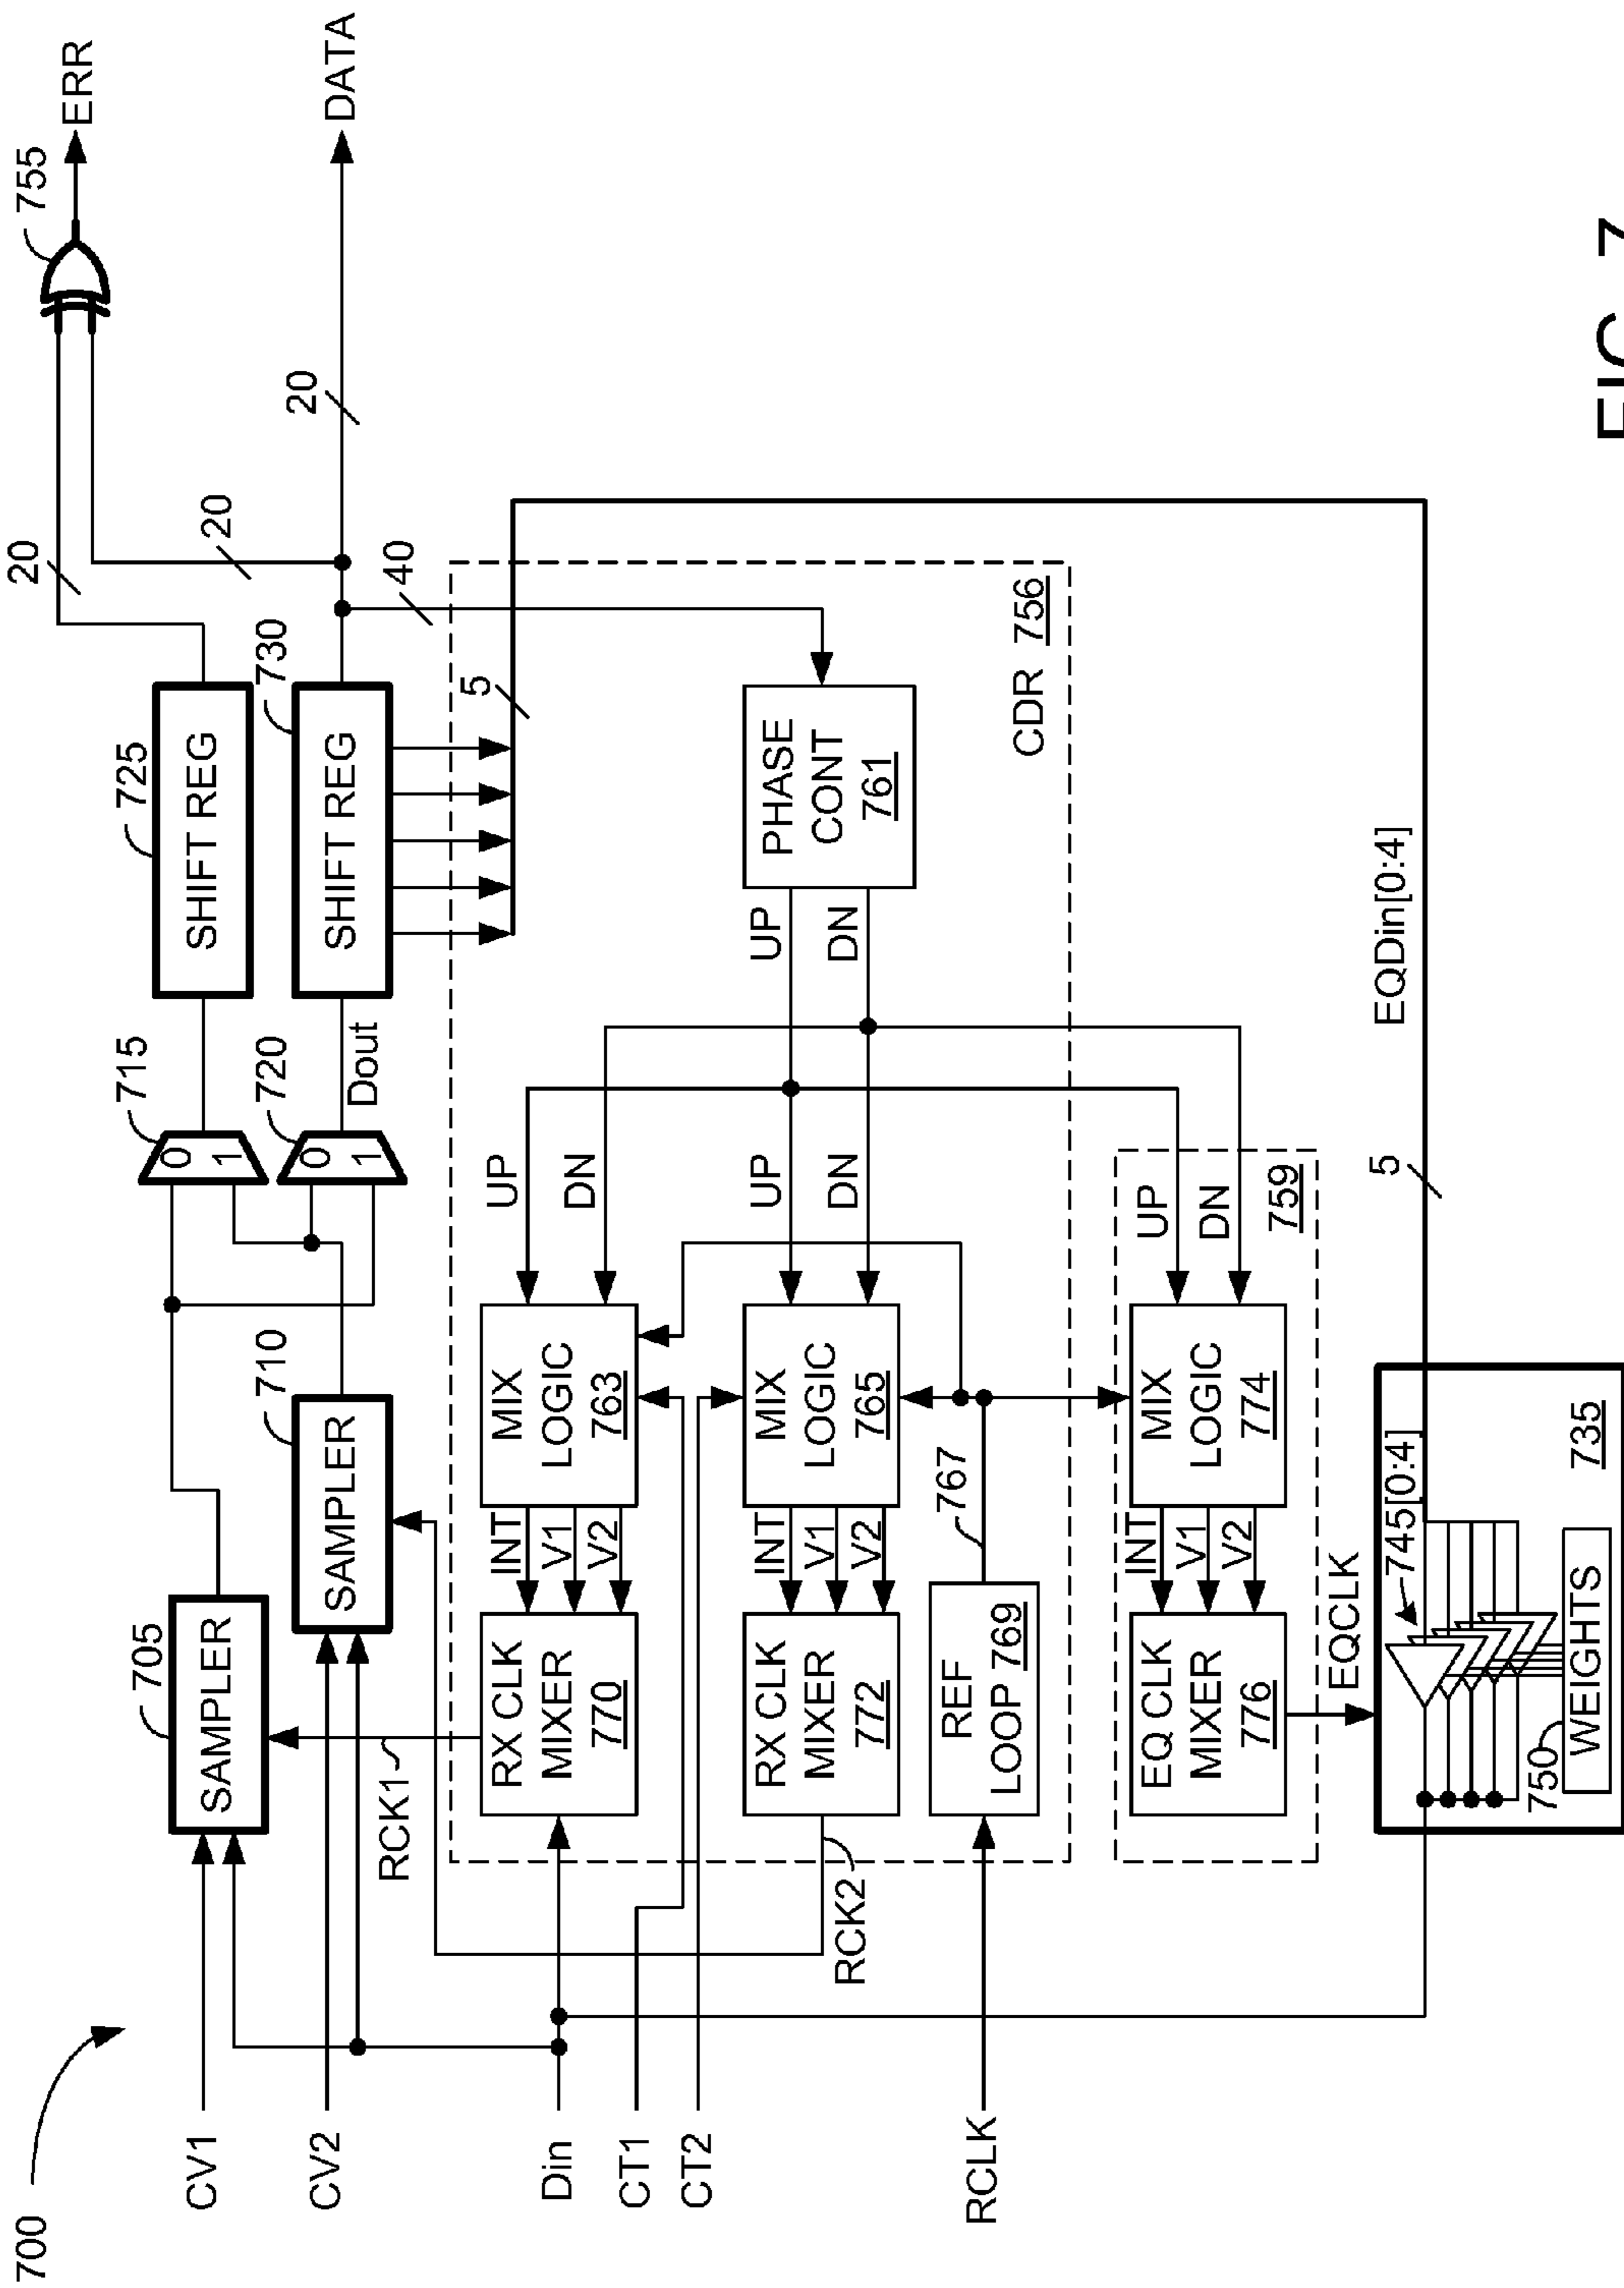 700
CV1
CV2
Din
CT1
CT2
RCLK
705
SAMPLER
710
SAMPLER
RCK1
RCK2
715
0
1
720
0
1
Dout
725
SHIFT REG
730
SHIFT REG
20
20
20
40
5
755
ERR
DATA
CDR 756
PHASE
CONT
761
UP
DN
UP
DN
MIX
LOGIC
763
INT
V1
V2
RX CLK
MIXER
770
UP
DN
MIX
LOGIC
765
INT
V1
V2
RX CLK
MIXER
772
767
REF
LOOP 769
759
UP
DN
MIX
LOGIC
774
INT
V1
V2
EQ CLK
MIXER
776
EQCLK
EQDin[0:4]
5
745[0:4]
735
750
WEIGHTS